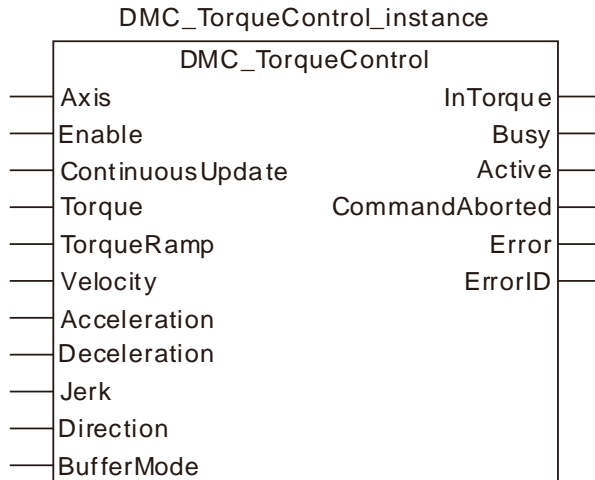 DMC_TorqueControl_instance
DMC_TorqueControl
Axis InTorque
Enable Busy
ContinuousUpdate Active
Torque CommandAborted
TorqueRamp Error
Velocity ErrorID
Acceleration
Deceleration
Jerk
Direction
BufferMode